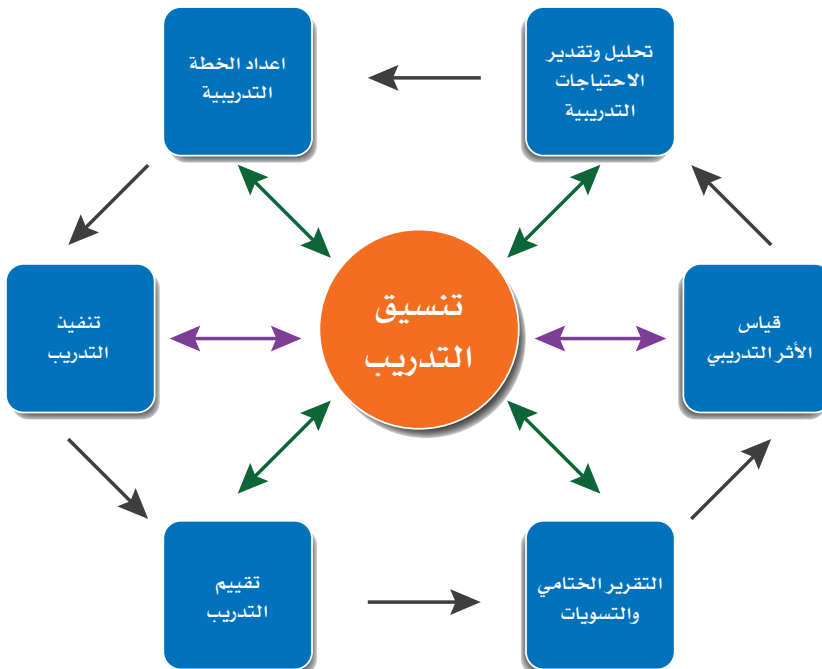 تحليل وتقدير
الاحتياجات
التدريبية
اعداد الخطة
التدريبية
تنفيذ
التدريب
تقييم
التدريب
التقرير الختامي
والتسويات
قياس
الأثر التدريبي
تنسيق
التدريب